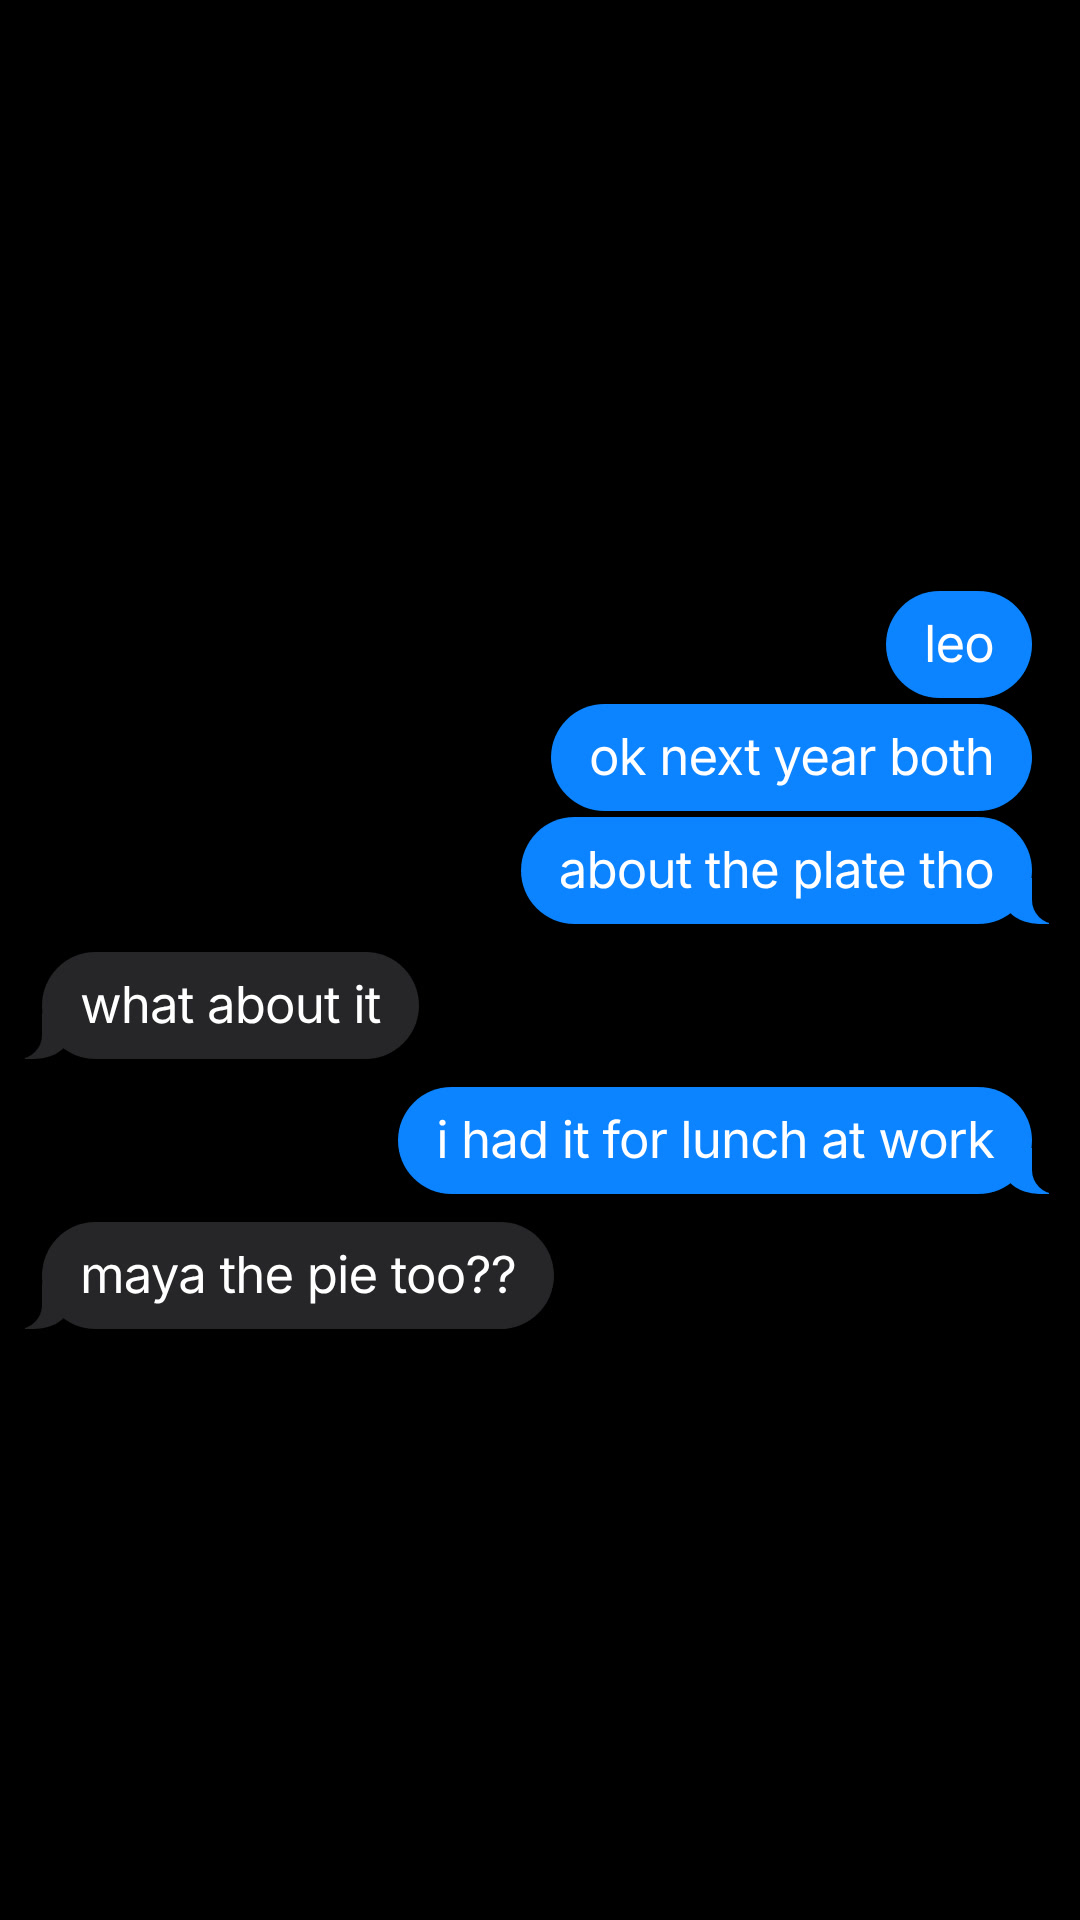 leo
ok next year both
about the plate tho
what about it
i had it for lunch at work
maya the pie too??